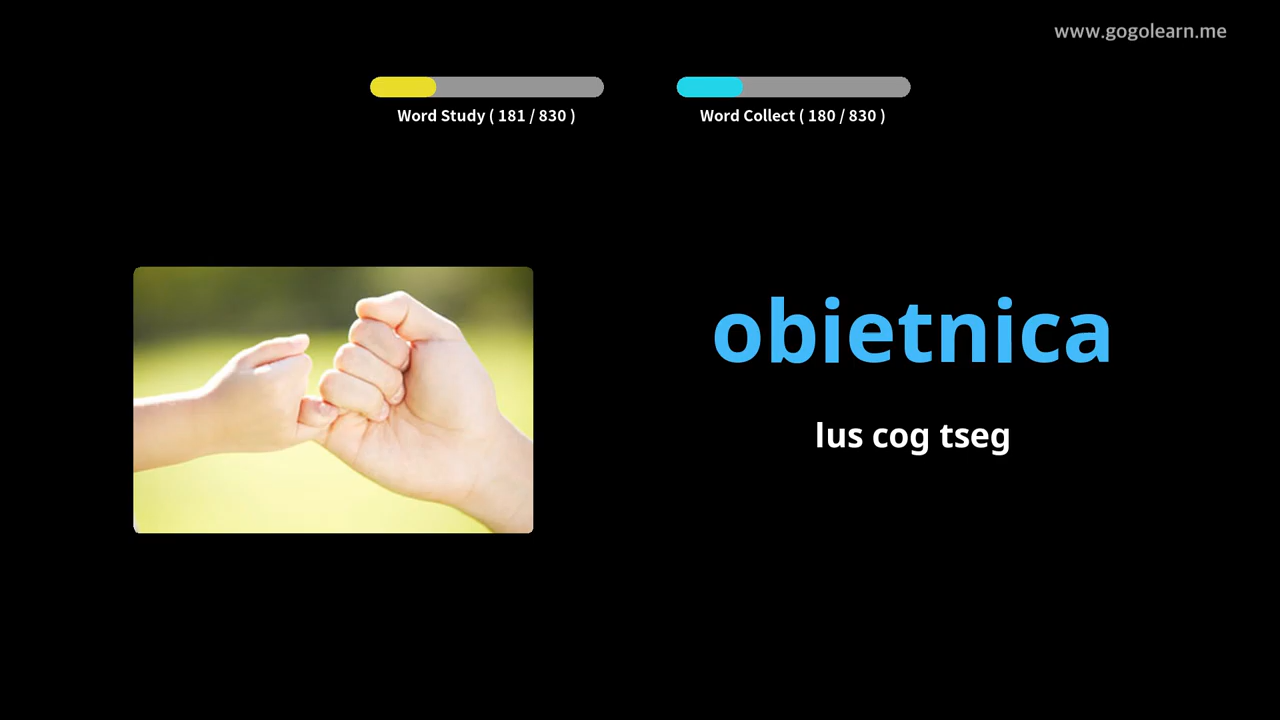 www.gogolearn.me
Word Study ( 181 / 830 )
Word Collect ( 180 / 830 )
obietnica
lus cog tseg